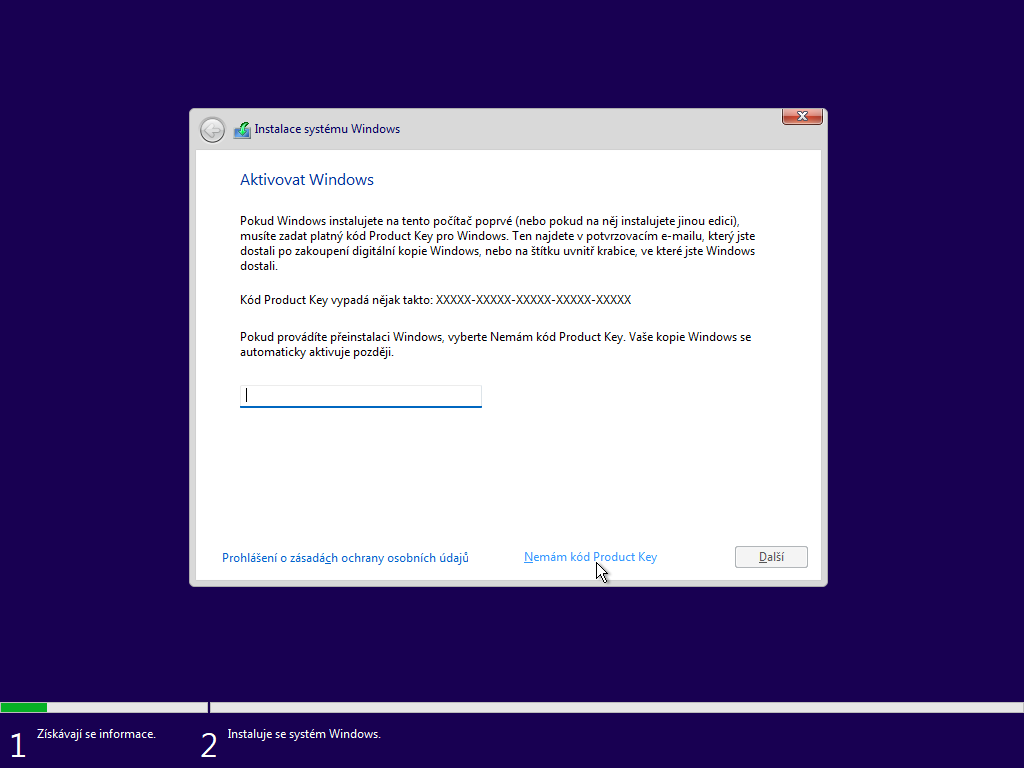 Instalace systému Windows
Aktivovat Windows
Pokud Windows instalujete na tento počítač poprvé (nebo pokud na něj instalujete jinou edici),
musíte zadat platný kód Product Key pro Windows. Ten najdete v potvrzovacím e-mailu, který jste
dostali po zakoupení digitální kopie Windows, nebo na štítku uvnitř krabice, ve které jste Windows
dostali.
Kód Product Key vypadá nějak takto: XXXXX-XXXXX-XXXXX-XXXXX-XXXXX
Pokud provádíte přeinstalaci Windows, vyberte Nemám kód Product Key. Vaše kopie Windows se
automaticky aktivuje později.
Prohlášení o zásadách ochrany osobních údajů
Nemám kód Product Key
Další
1 Získávají se informace.
2 Instaluje se systém Windows.